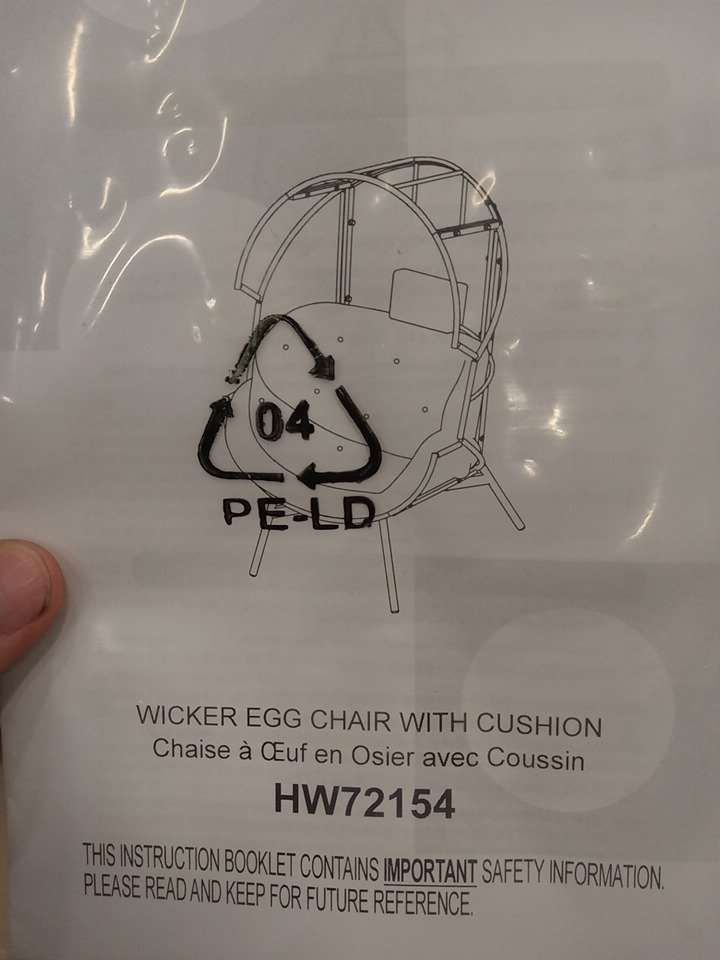 04
PE-LD
WICKER EGG CHAIR WITH CUSHION
Chaise à Œuf en Osier avec Coussin
HW72154
THIS INSTRUCTION BOOKLET CONTAINS IMPORTANT SAFETY INFORMATION.
PLEASE READ AND KEEP FOR FUTURE REFERENCE.